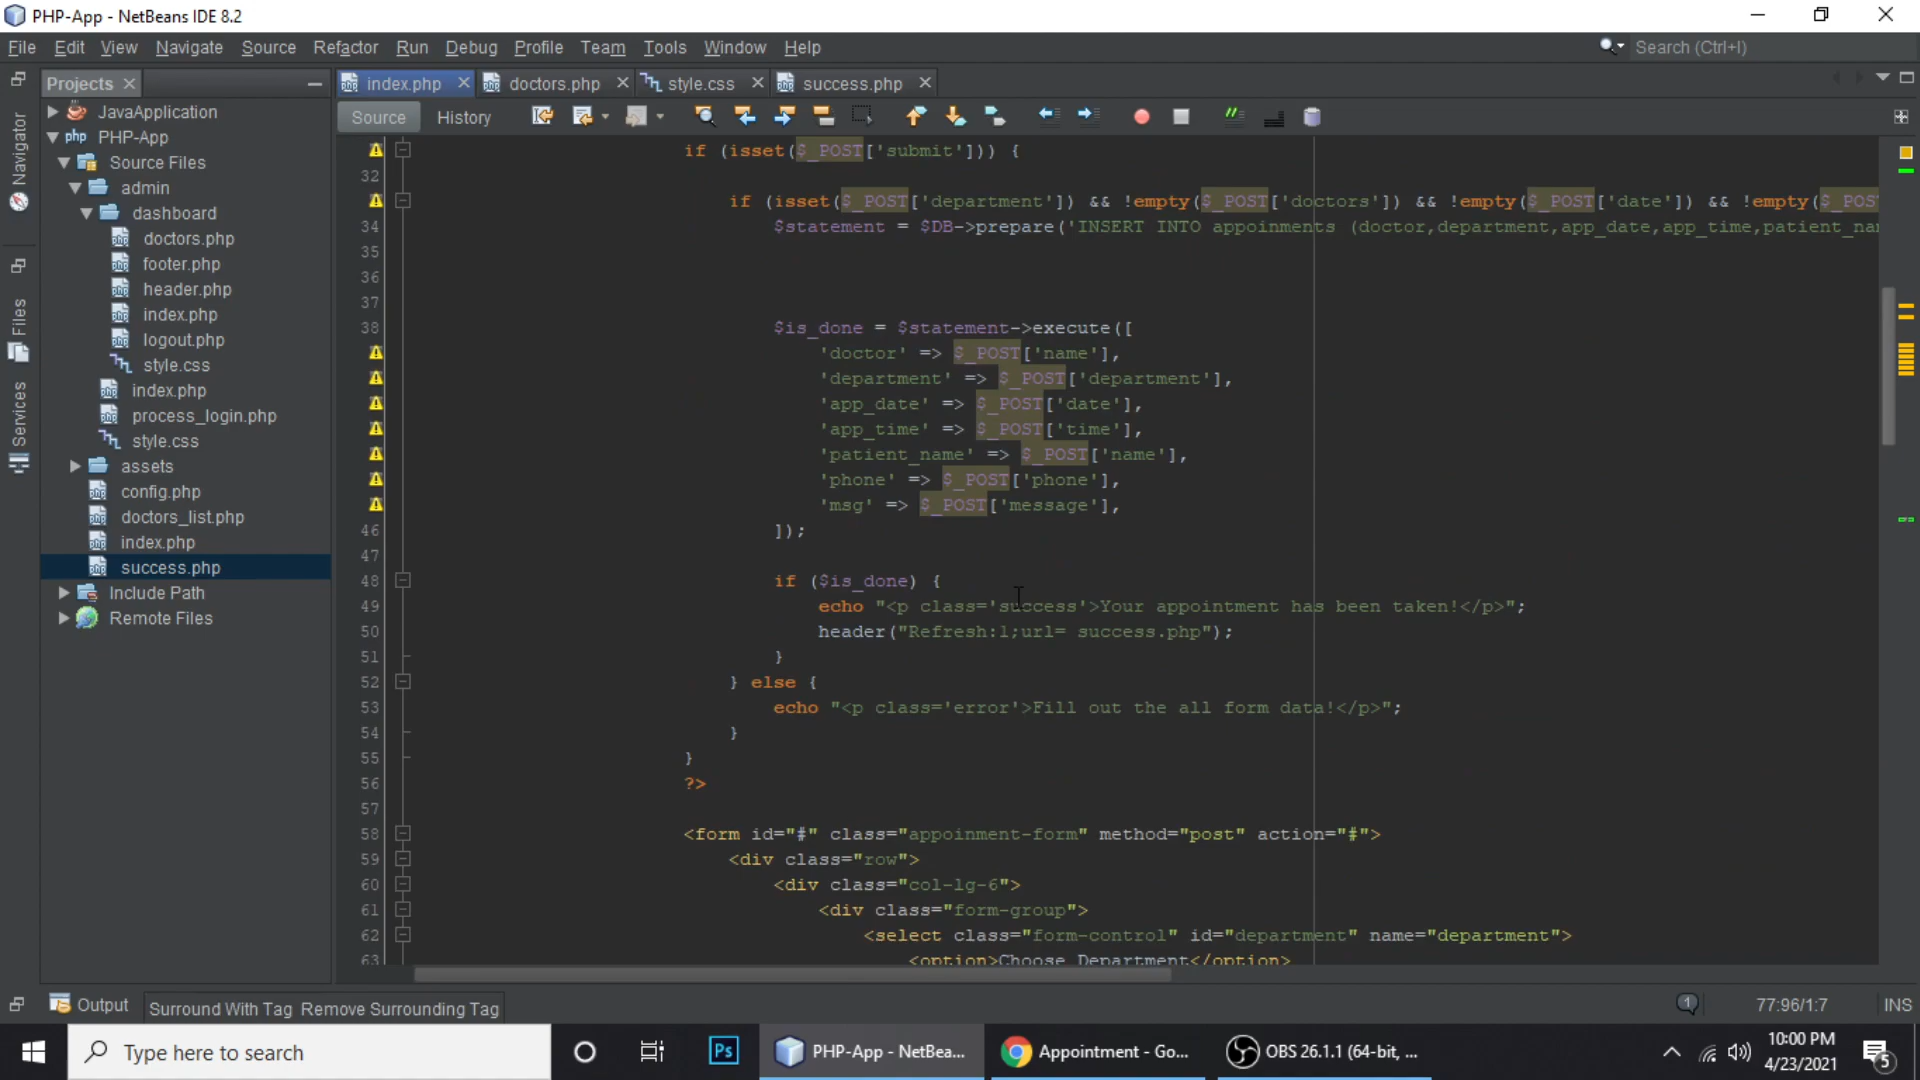 PHP-App - NetBeans IDE 8.2
File Edit View Navigate Source Refactor Run Debug Profile Team Tools Window Help
Search (Ctrl+I)
Projects
index.php doctors.php style.css success.php
Source History
Navigator
Files
Services
JavaApplication
PHP-App
Source Files
admin
dashboard
doctors.php
footer.php
header.php
index.php
logout.php
style.css
index.php
process_login.php
style.css
assets
config.php
doctors_list.php
index.php
success.php
Include Path
Remote Files
if (isset($_POST['submit'])) {
32
if (isset($_POST['department']) && !empty($_POST['doctors']) && !empty($_POST['date']) && !empty($_POS
34 $statement = $DB->prepare('INSERT INTO appoinments (doctor,department,app_date,app_time,patient_na
35
36
37
38 $is_done = $statement->execute([
'doctor' => $_POST['name'],
'department' => $_POST['department'],
'app_date' => $_POST['date'],
'app_time' => $_POST['time'],
'patient_name' => $_POST['name'],
'phone' => $_POST['phone'],
'msg' => $_POST['message'],
46 ]);
47
48 if ($is_done) {
49 echo "<p class='success'>Your appointment has been taken!</p>";
50 header("Refresh:1;url= success.php");
51 }
52 } else {
53 echo "<p class='error'>Fill out the all form data!</p>";
54 }
55 }
56 ?>
57
58 <form id="#" class="appoinment-form" method="post" action="#">
59 <div class="row">
60 <div class="col-lg-6">
61 <div class="form-group">
62 <select class="form-control" id="department" name="department">
63 <option>Choose Department</option>
Output Surround With Tag Remove Surrounding Tag
1 77:96/1:7 INS
Type here to search
Ps
PHP-App - NetBea...
Appointment - Go...
OBS 26.1.1 (64-bit, ...
10:00 PM
4/23/2021
5